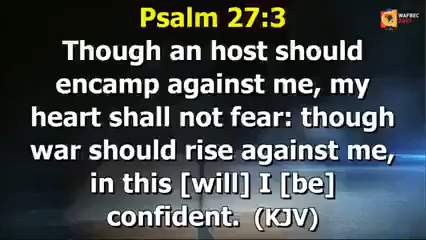 Psalm 27:3
WAFBEC
Though an host should
encamp against me, my
heart shall not fear: though
war should rise against me,
in this [will] I [be]
confident. (KJV)